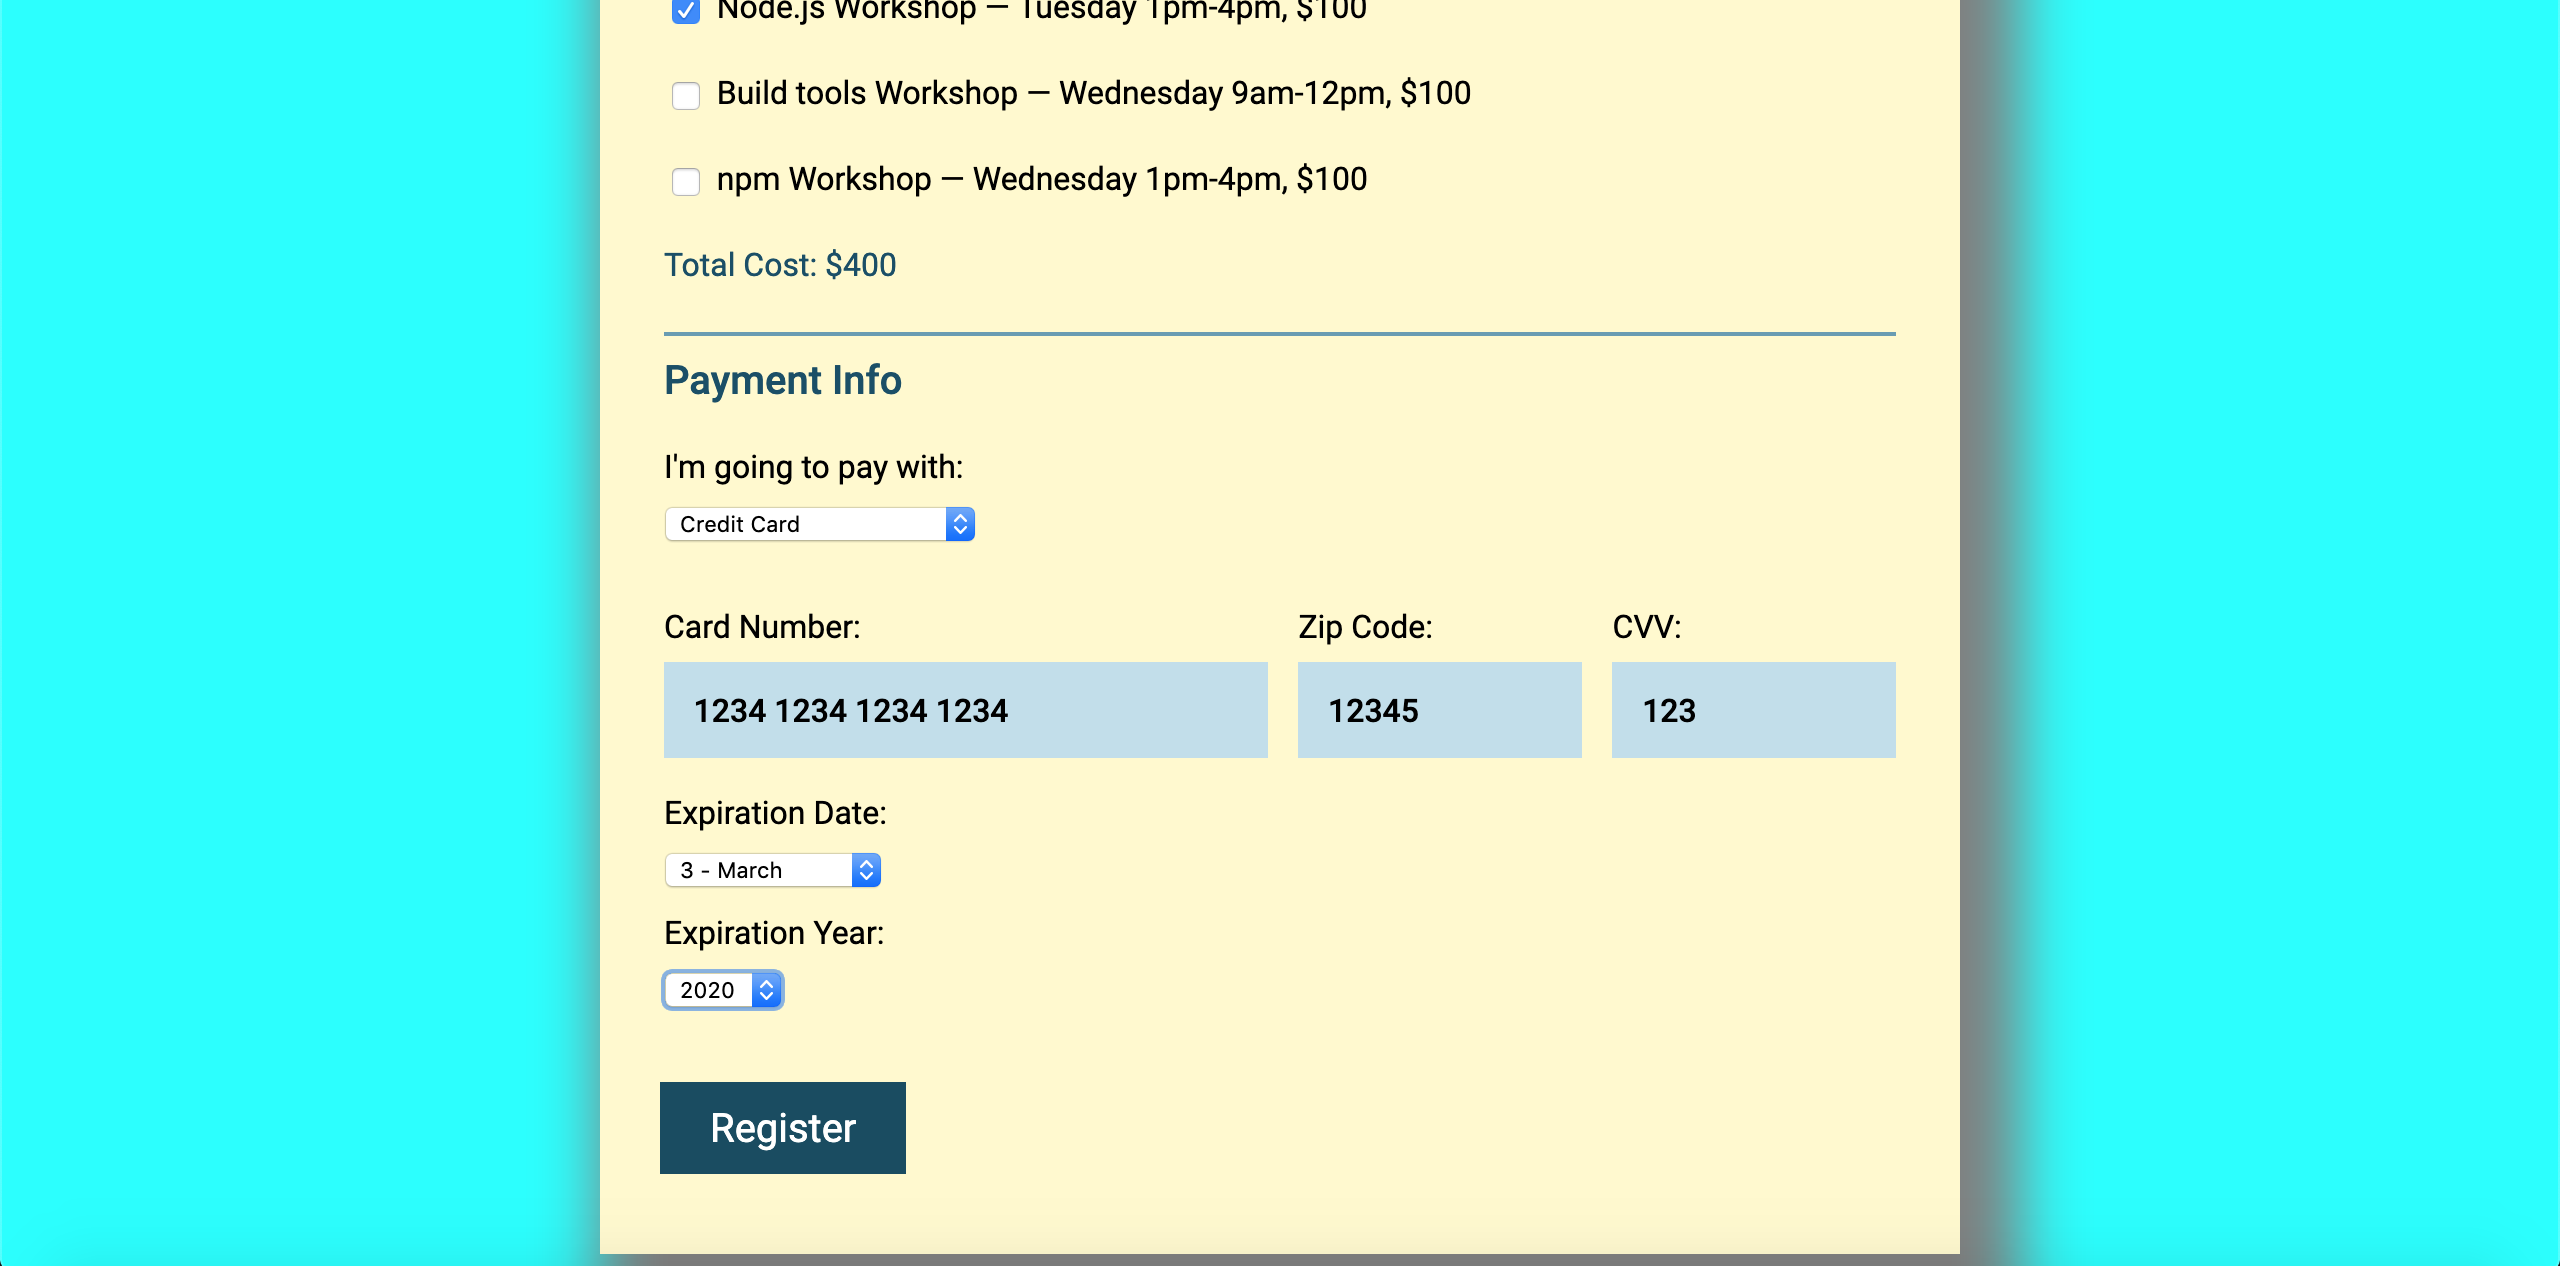 Node.js Workshop — Tuesday 1pm-4pm, $100
Build tools Workshop — Wednesday 9am-12pm, $100
npm Workshop — Wednesday 1pm-4pm, $100
Total Cost: $400
Payment Info
I'm going to pay with:
Credit Card
Card Number: Zip Code: CVV:
1234 1234 1234 1234 12345 123
Expiration Date:
3 - March
Expiration Year:
2020
Register